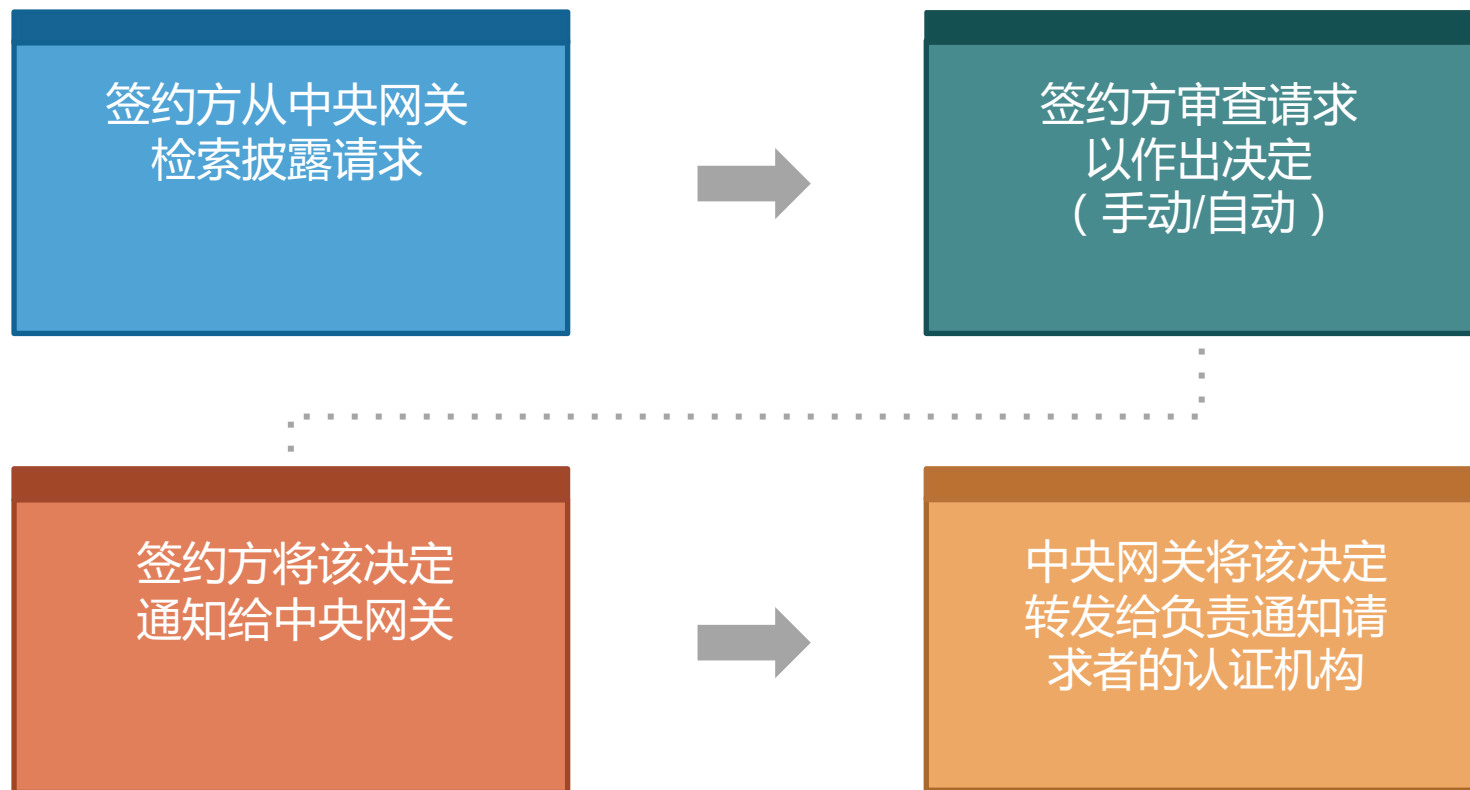 签约方从中央网关
检索披露请求
签约方审查请求
以作出决定
（手动/自动）
签约方将该决定
通知给中央网关
中央网关将该决定
转发给负责通知请
求者的认证机构